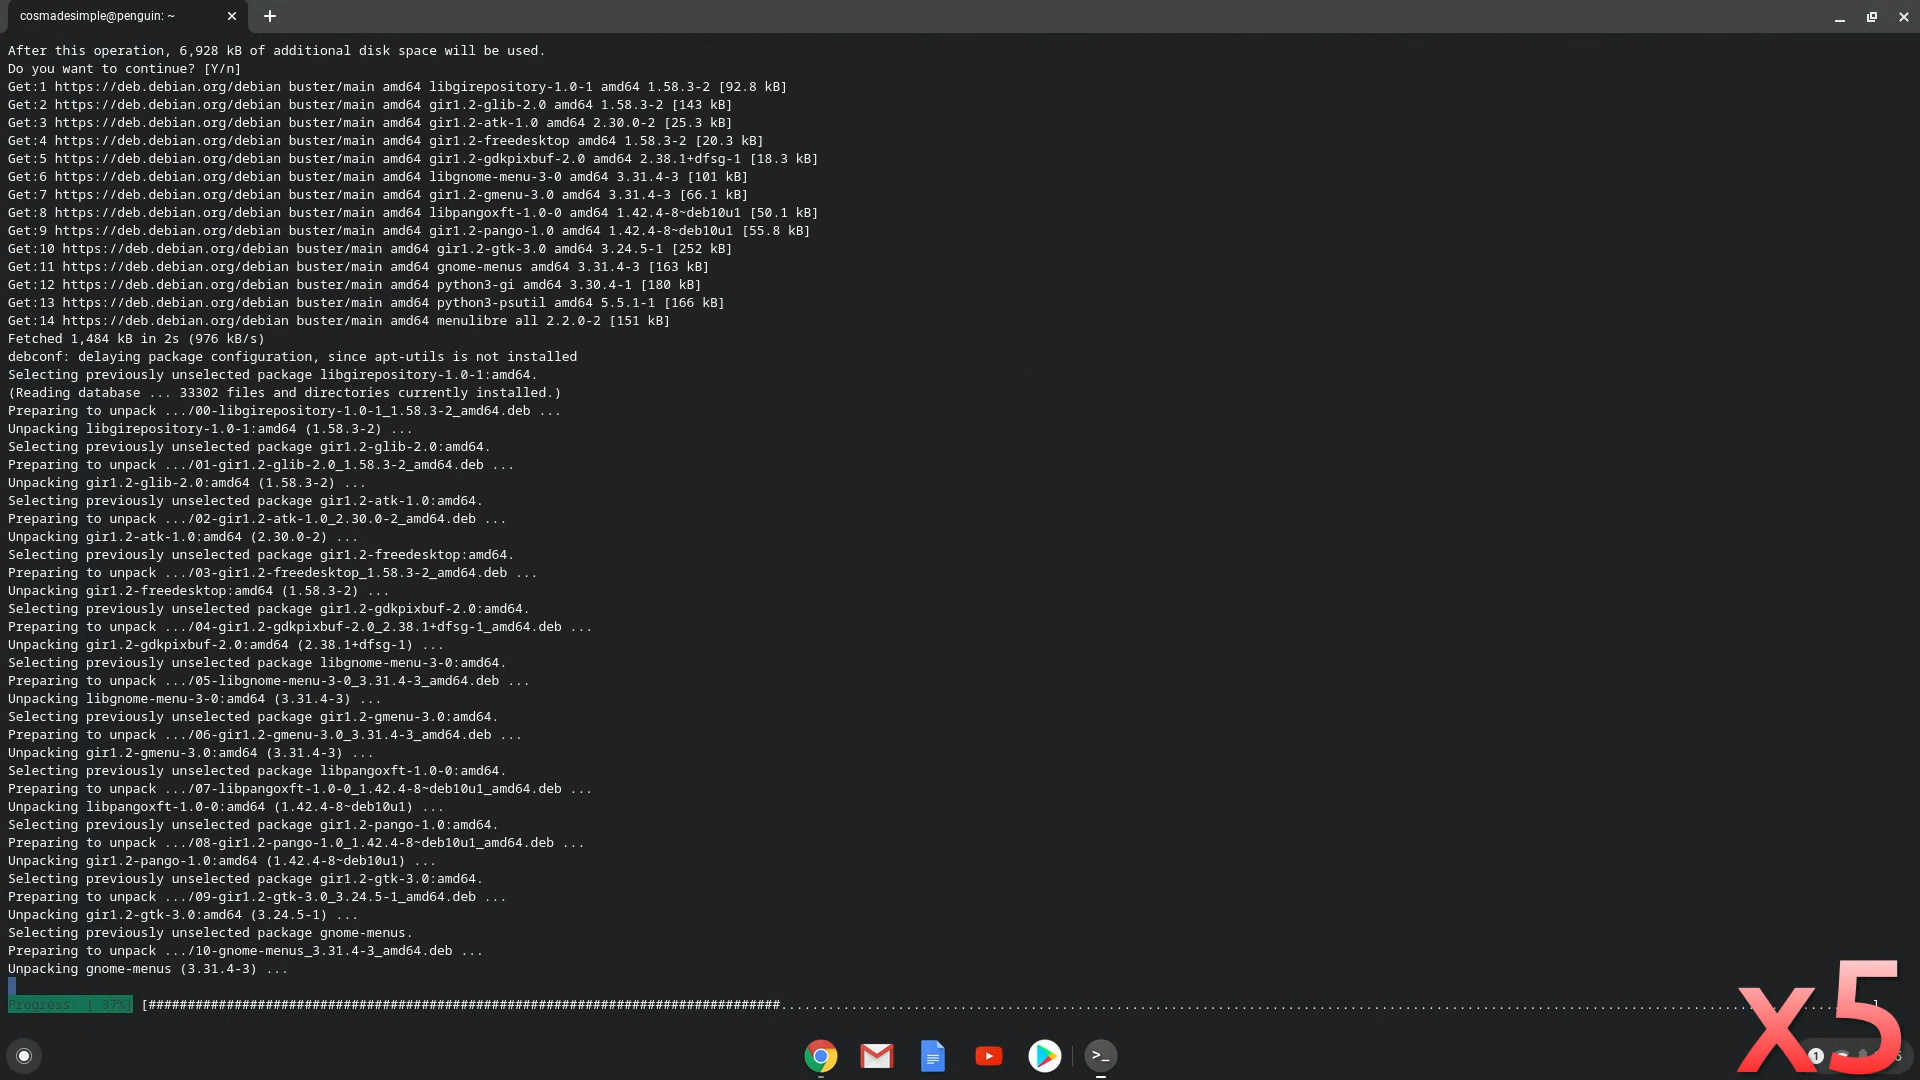 cosmadesimple@penguin: ~
After this operation, 6,928 kB of additional disk space will be used.
Do you want to continue? [Y/n]
Get:1 https://deb.debian.org/debian buster/main amd64 libgirepository-1.0-1 amd64 1.58.3-2 [92.8 kB]
Get:2 https://deb.debian.org/debian buster/main amd64 gir1.2-glib-2.0 amd64 1.58.3-2 [143 kB]
Get:3 https://deb.debian.org/debian buster/main amd64 gir1.2-atk-1.0 amd64 2.30.0-2 [25.3 kB]
Get:4 https://deb.debian.org/debian buster/main amd64 gir1.2-freedesktop amd64 1.58.3-2 [20.3 kB]
Get:5 https://deb.debian.org/debian buster/main amd64 gir1.2-gdkpixbuf-2.0 amd64 2.38.1+dfsg-1 [18.3 kB]
Get:6 https://deb.debian.org/debian buster/main amd64 libgnome-menu-3-0 amd64 3.31.4-3 [101 kB]
Get:7 https://deb.debian.org/debian buster/main amd64 gir1.2-gmenu-3.0 amd64 3.31.4-3 [66.1 kB]
Get:8 https://deb.debian.org/debian buster/main amd64 libpangoxft-1.0-0 amd64 1.42.4-8~deb10u1 [50.1 kB]
Get:9 https://deb.debian.org/debian buster/main amd64 gir1.2-pango-1.0 amd64 1.42.4-8~deb10u1 [55.8 kB]
Get:10 https://deb.debian.org/debian buster/main amd64 gir1.2-gtk-3.0 amd64 3.24.5-1 [252 kB]
Get:11 https://deb.debian.org/debian buster/main amd64 gnome-menus amd64 3.31.4-3 [163 kB]
Get:12 https://deb.debian.org/debian buster/main amd64 python3-gi amd64 3.30.4-1 [180 kB]
Get:13 https://deb.debian.org/debian buster/main amd64 python3-psutil amd64 5.5.1-1 [166 kB]
Get:14 https://deb.debian.org/debian buster/main amd64 menulibre all 2.2.0-2 [151 kB]
Fetched 1,484 kB in 2s (976 kB/s)
debconf: delaying package configuration, since apt-utils is not installed
Selecting previously unselected package libgirepository-1.0-1:amd64.
(Reading database ... 33302 files and directories currently installed.)
Preparing to unpack .../00-libgirepository-1.0-1_1.58.3-2_amd64.deb ...
Unpacking libgirepository-1.0-1:amd64 (1.58.3-2) ...
Selecting previously unselected package gir1.2-glib-2.0:amd64.
Preparing to unpack .../01-gir1.2-glib-2.0_1.58.3-2_amd64.deb ...
Unpacking gir1.2-glib-2.0:amd64 (1.58.3-2) ...
Selecting previously unselected package gir1.2-atk-1.0:amd64.
Preparing to unpack .../02-gir1.2-atk-1.0_2.30.0-2_amd64.deb ...
Unpacking gir1.2-atk-1.0:amd64 (2.30.0-2) ...
Selecting previously unselected package gir1.2-freedesktop:amd64.
Preparing to unpack .../03-gir1.2-freedesktop_1.58.3-2_amd64.deb ...
Unpacking gir1.2-freedesktop:amd64 (1.58.3-2) ...
Selecting previously unselected package gir1.2-gdkpixbuf-2.0:amd64.
Preparing to unpack .../04-gir1.2-gdkpixbuf-2.0_2.38.1+dfsg-1_amd64.deb ...
Unpacking gir1.2-gdkpixbuf-2.0:amd64 (2.38.1+dfsg-1) ...
Selecting previously unselected package libgnome-menu-3-0:amd64.
Preparing to unpack .../05-libgnome-menu-3-0_3.31.4-3_amd64.deb ...
Unpacking libgnome-menu-3-0:amd64 (3.31.4-3) ...
Selecting previously unselected package gir1.2-gmenu-3.0:amd64.
Preparing to unpack .../06-gir1.2-gmenu-3.0_3.31.4-3_amd64.deb ...
Unpacking gir1.2-gmenu-3.0:amd64 (3.31.4-3) ...
Selecting previously unselected package libpangoxft-1.0-0:amd64.
Preparing to unpack .../07-libpangoxft-1.0-0_1.42.4-8~deb10u1_amd64.deb ...
Unpacking libpangoxft-1.0-0:amd64 (1.42.4-8~deb10u1) ...
Selecting previously unselected package gir1.2-pango-1.0:amd64.
Preparing to unpack .../08-gir1.2-pango-1.0_1.42.4-8~deb10u1_amd64.deb ...
Unpacking gir1.2-pango-1.0:amd64 (1.42.4-8~deb10u1) ...
Selecting previously unselected package gir1.2-gtk-3.0:amd64.
Preparing to unpack .../09-gir1.2-gtk-3.0_3.24.5-1_amd64.deb ...
Unpacking gir1.2-gtk-3.0:amd64 (3.24.5-1) ...
Selecting previously unselected package gnome-menus.
Preparing to unpack .../10-gnome-menus_3.31.4-3_amd64.deb ...
Unpacking gnome-menus (3.31.4-3) ...
Progress: [ 37%] [#################################################################################.............]
x5
1